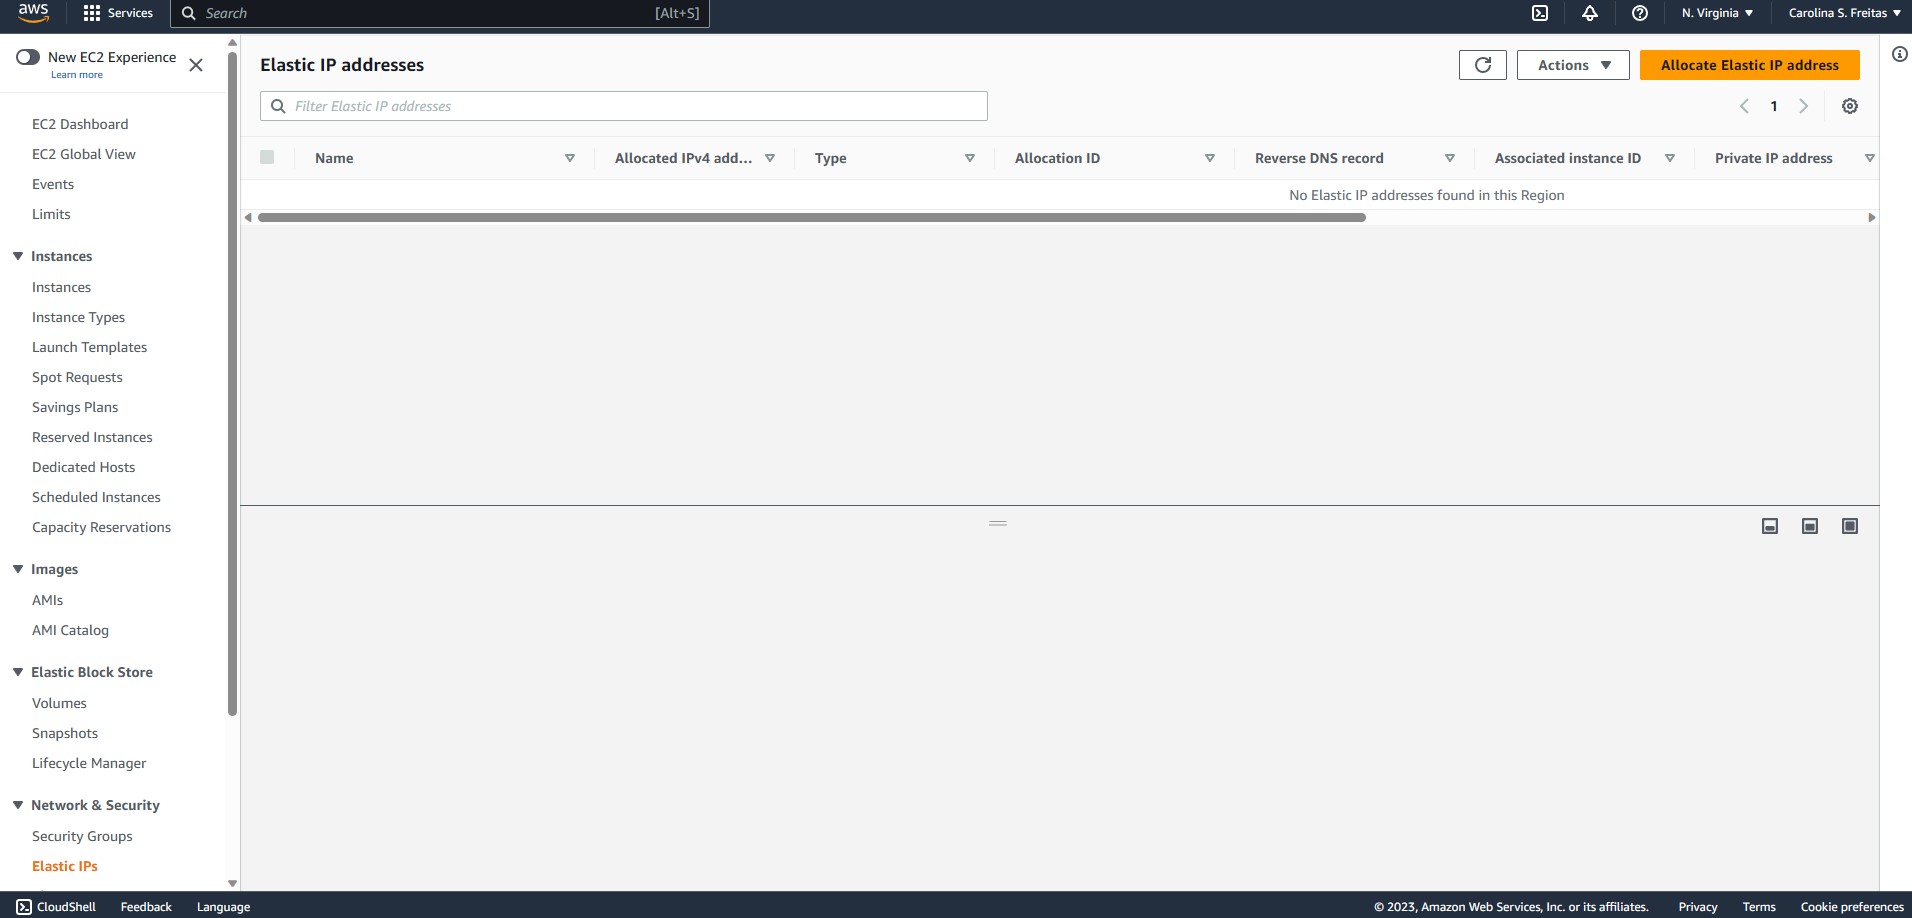 aws
Services
Search
[Alt+S]
N. Virginia
Carolina S. Freitas
New EC2 Experience
Learn more
EC2 Dashboard
EC2 Global View
Events
Limits
Instances
Instances
Instance Types
Launch Templates
Spot Requests
Savings Plans
Reserved Instances
Dedicated Hosts
Scheduled Instances
Capacity Reservations
Images
AMIs
AMI Catalog
Elastic Block Store
Volumes
Snapshots
Lifecycle Manager
Network & Security
Security Groups
Elastic IPs
Elastic IP addresses
Actions
Allocate Elastic IP address
Filter Elastic IP addresses
1
Name
Allocated IPv4 add...
Type
Allocation ID
Reverse DNS record
Associated instance ID
Private IP address
No Elastic IP addresses found in this Region
CloudShell
Feedback
Language
© 2023, Amazon Web Services, Inc. or its affiliates.
Privacy
Terms
Cookie preferences